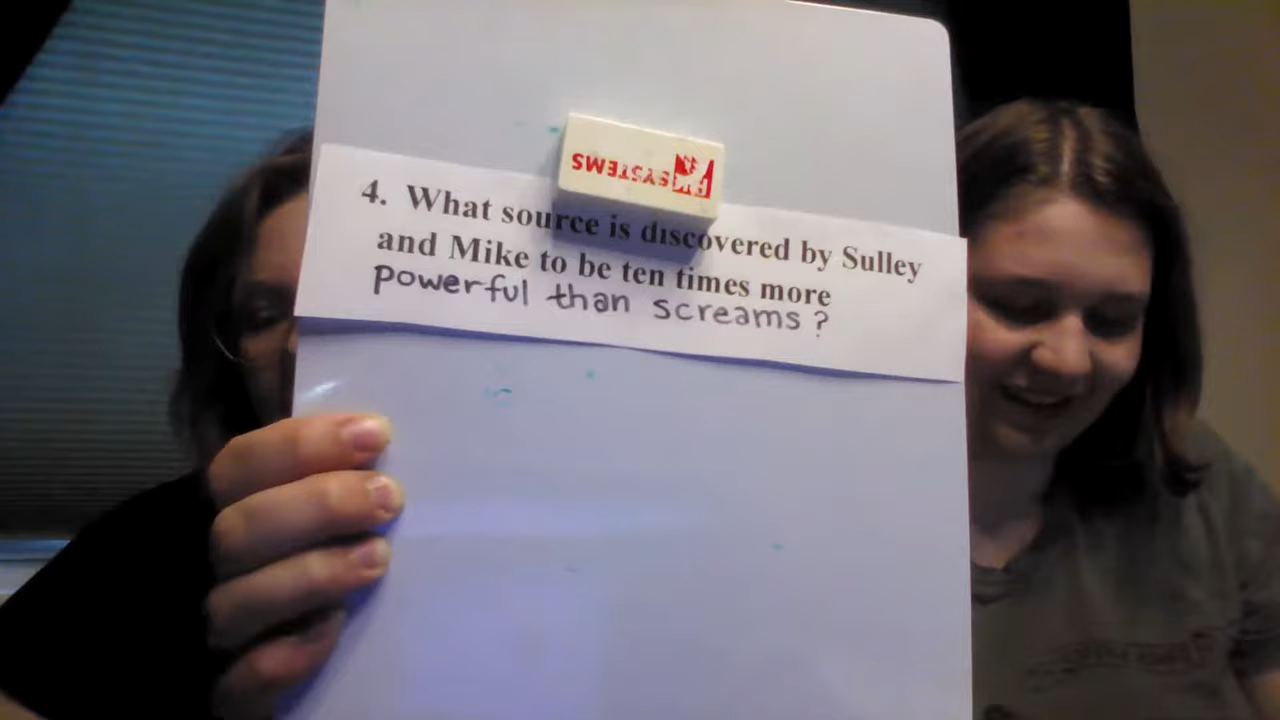 SYSTEMS
4. What source is discovered by Sulley
and Mike to be ten times more
powerful than screams?